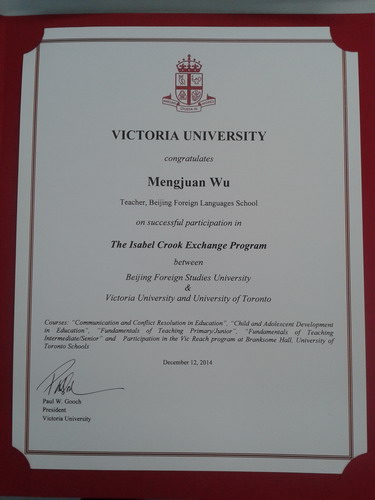 VICTORIA UNIVERSITY
congratulates
Mengjuan Wu
Teacher, Beijing Foreign Languages School
on successful participation in
The Isabel Crook Exchange Program
between
Beijing Foreign Studies University
&
Victoria University and University of Toronto
Courses: "Communication and Conflict Resolution in Education", "Child and Adolescent Development
in Education", "Fundamentals of Teaching Primary/Junior", "Fundamentals of Teaching
Intermediate/Senior" and Participation in the Vic Reach program at Branksome Hall, University of
Toronto Schools
December 12, 2014
Paul W. Gooch
President
Victoria University